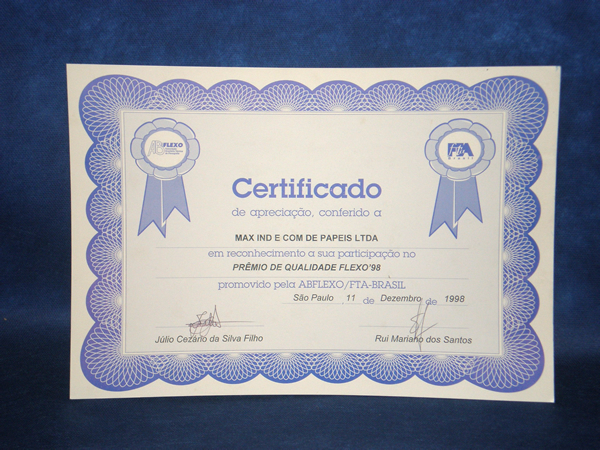 ABFLEXO
FTA
Brasil
Certificado
de apreciação, conferido a
MAX IND E COM DE PAPEIS LTDA
em reconhecimento a sua participação no
PRÊMIO DE QUALIDADE FLEXO'98
promovido pela ABFLEXO/FTA-BRASIL
São Paulo 11 de Dezembro de 1998
Júlio Cezário da Silva Filho
Rui Mariano dos Santos